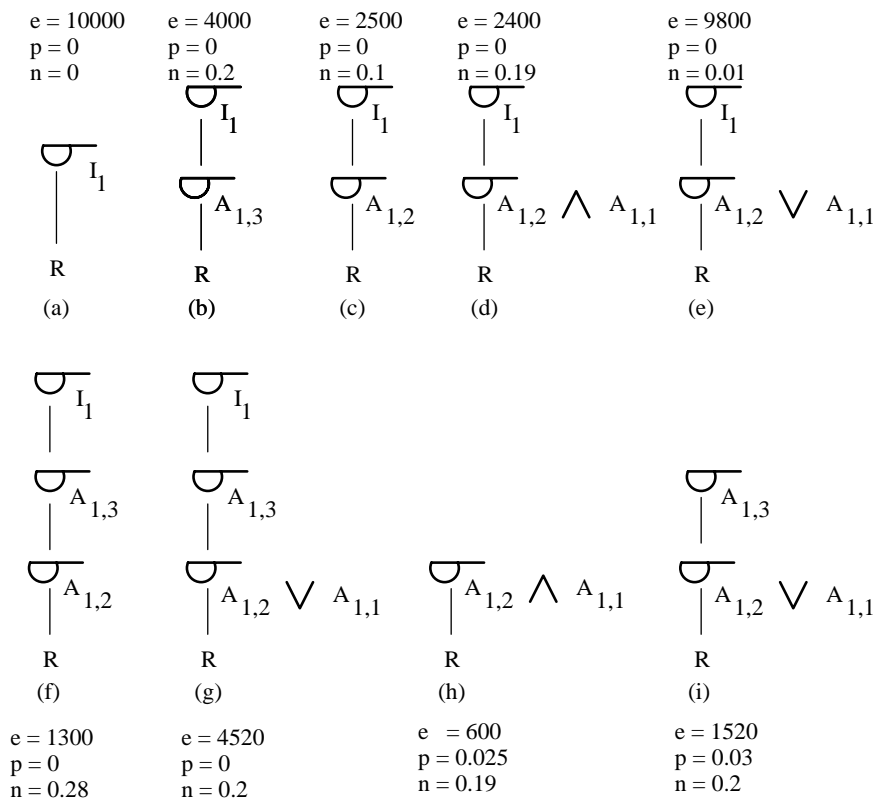 e = 10000
p = 0
n = 0
I1
R
(a)
e = 4000
p = 0
n = 0.2
I1
A1,3
R
(b)
e = 2500
p = 0
n = 0.1
I1
A1,2
R
(c)
e = 2400
p = 0
n = 0.19
I1
A1,2 ∧ A1,1
R
(d)
e = 9800
p = 0
n = 0.01
I1
A1,2 ∨ A1,1
R
(e)
I1
A1,3
A1,2
R
(f)
e = 1300
p = 0
n = 0.28
I1
A1,3
A1,2 ∨ A1,1
R
(g)
e = 4520
p = 0
n = 0.2
A1,2 ∧ A1,1
R
(h)
e = 600
p = 0.025
n = 0.19
A1,3
A1,2 ∨ A1,1
R
(i)
e = 1520
p = 0.03
n = 0.2